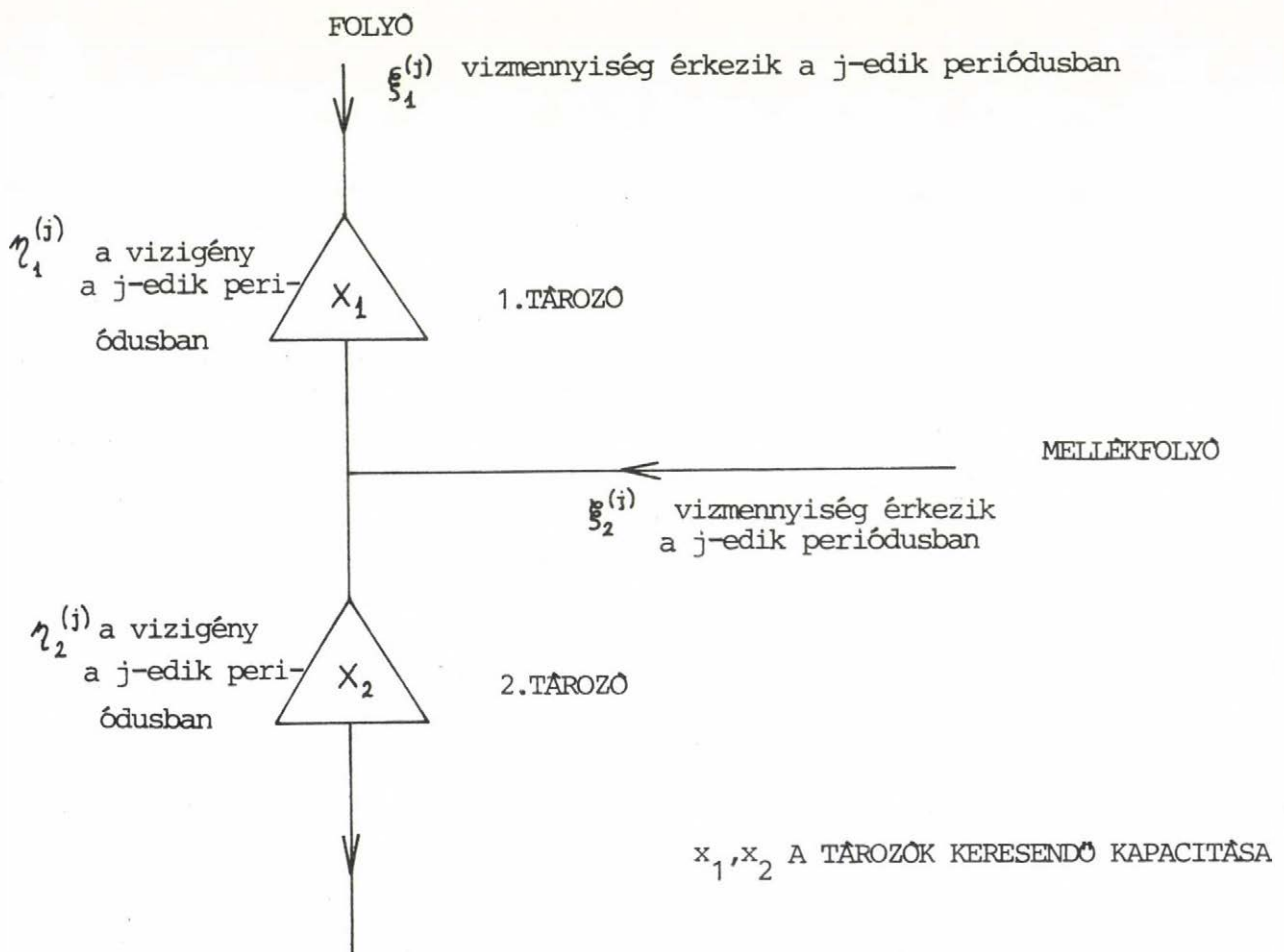 FOLYÓ
ξ₁⁽ʲ⁾ vizmennyiség érkezik a j-edik periódusban
η₁⁽ʲ⁾ a vizigény
a j-edik peri-
ódusban
X₁
1.TÁROZÓ
MELLÉKFOLYÓ
ξ₂⁽ʲ⁾ vizmennyiség érkezik
a j-edik periódusban
η₂⁽ʲ⁾ a vizigény
a j-edik peri-
ódusban
X₂
2.TÁROZÓ
x₁,x₂ A TÁROZÓK KERESENDŐ KAPACITÁSA